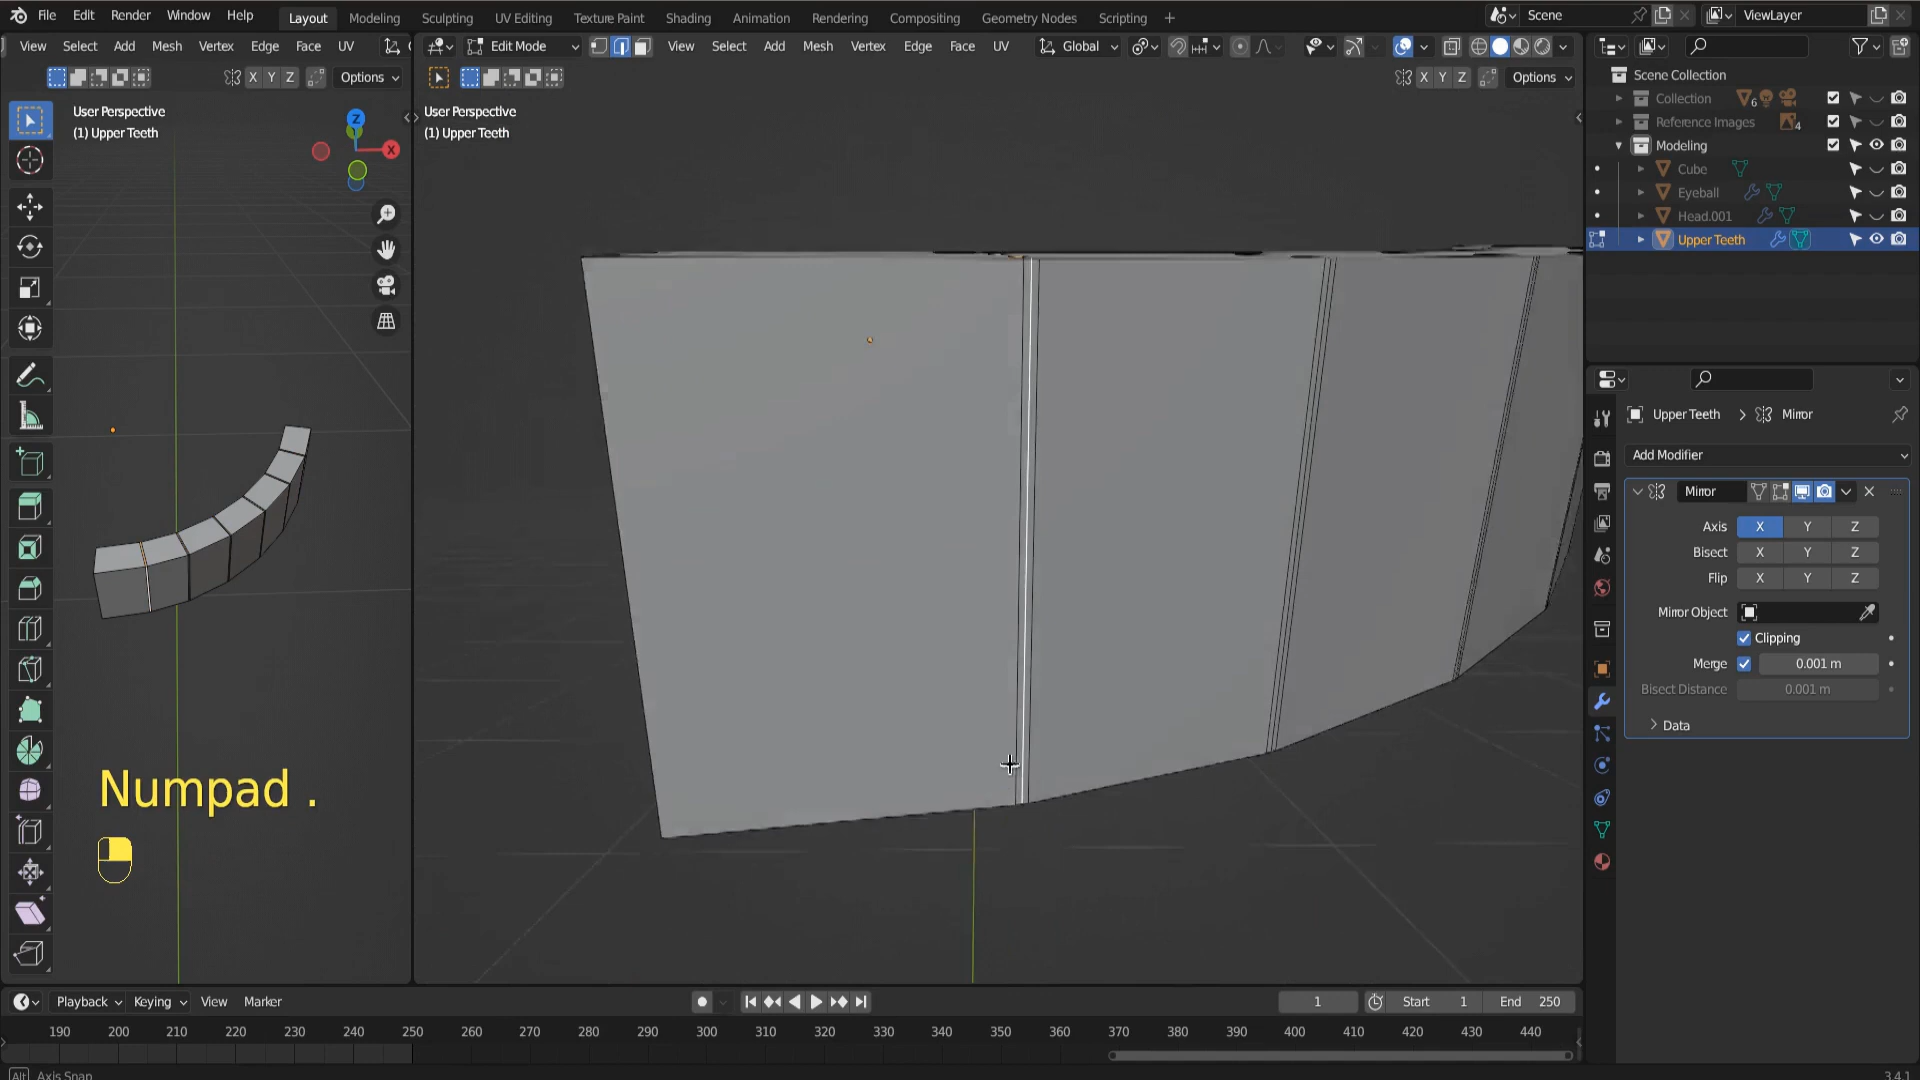 File Edit Render Window Help Layout Modeling Sculpting UV Editing Texture Paint Shading Animation Rendering Compositing Geometry Nodes Scripting + Scene ViewLayer
View Select Add Mesh Vertex Edge Face UV Edit Mode View Select Add Mesh Vertex Edge Face UV Global
X Y Z Options X Y Z Options
Scene Collection
Collection 6
Reference Images 4
Modeling
Cube
Eyeball
Head.001
Upper Teeth
User Perspective
(1) Upper Teeth
Z
X
User Perspective
(1) Upper Teeth
Upper Teeth > Mirror
Add Modifier
Mirror
Axis X Y Z
Bisect X Y Z
Flip X Y Z
Mirror Object
Clipping
Merge 0.001 m
Bisect Distance 0.001 m
Data
Numpad .
Playback Keying View Marker 1 Start 1 End 250
190 200 210 220 230 240 250 260 270 280 290 300 310 320 330 340 350 360 370 380 390 400 410 420 430 440
Alt Axis Snap 3.4.1